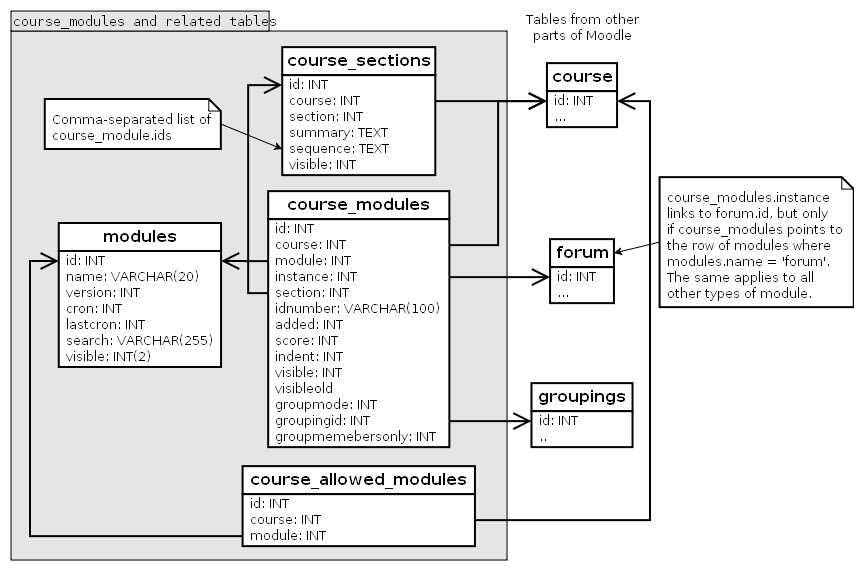 course_modules and related tables
Tables from other
parts of Moodle
course_sections
id: INT
course: INT
section: INT
summary: TEXT
sequence: TEXT
visible: INT
course
id: INT
...
Comma-separated list of
course_module.ids
course_modules
id: INT
course: INT
module: INT
instance: INT
section: INT
idnumber: VARCHAR(100)
added: INT
score: INT
indent: INT
visible: INT
visibleold
groupmode: INT
groupingid: INT
groupmemebersonly: INT
modules
id: INT
name: VARCHAR(20)
version: INT
cron: INT
lastcron: INT
search: VARCHAR(255)
visible: INT(2)
forum
id: INT
...
course_modules.instance
links to forum.id, but only
if course_modules points to
the row of modules where
modules.name = 'forum'.
The same applies to all
other types of module.
groupings
id: INT
..
course_allowed_modules
id: INT
course: INT
module: INT